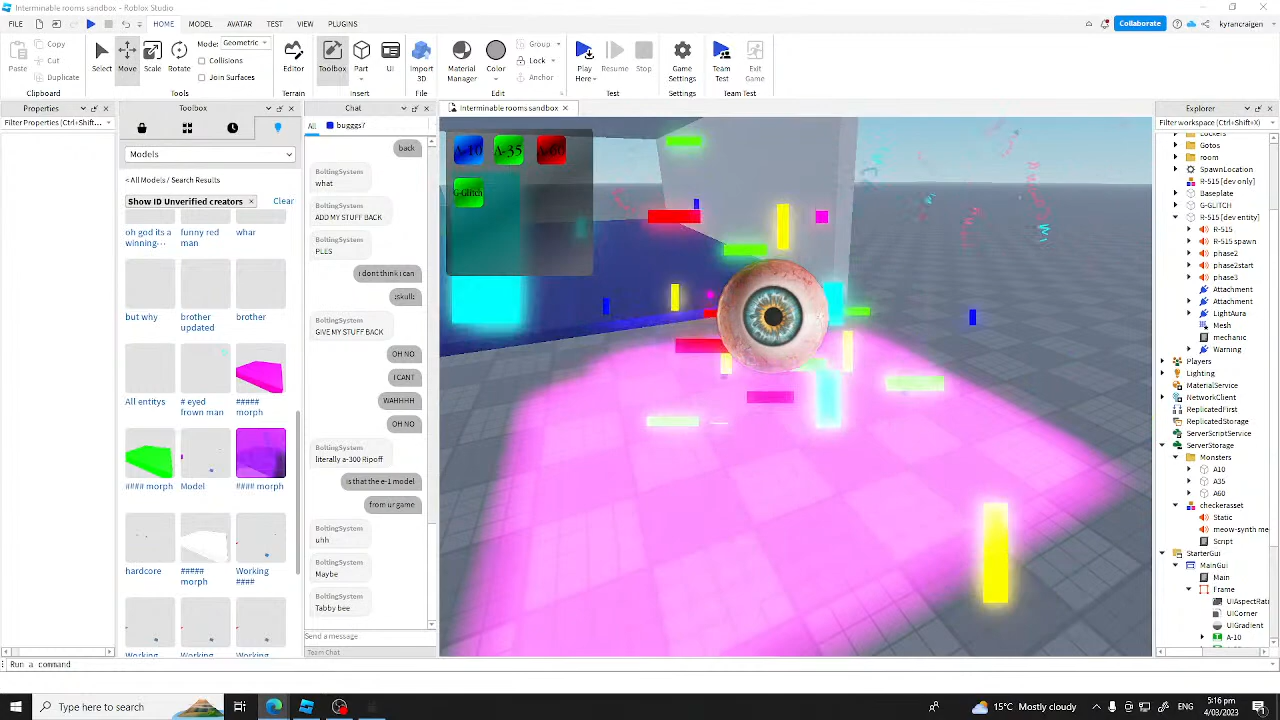 Interminable rooms sandbox - Roblox Studio
FILE HOME MODEL AVATAR TEST VIEW PLUGINS
Collaborate kyrancraigen
Paste
Copy
Cut
Duplicate
Clipboard
Select Move Scale Rotate
Mode: Geometric
Collisions
Join Surfaces
Tools
Editor
Terrain
Toolbox Part UI
Insert
Import 3D
File
Material Manager
Color
Group
Lock
Anchor
Edit
Play Here Resume Stop
Test
Game Settings
Settings
Team Test
Exit Game
Team Test
Properties
Filter Properties (Ctrl+Shift...
Toolbox
Models
< All Models / Search Results
Show ID Unverified creators × Clear
oh god its a winning…
funny red man
whar
but why
brother updated
brother
All entitys
# eyed frown man
##### morph
#### morph
Model
#### morph
hardcore
##### morph
Working ####
Working
Working
Working
Chat
All bugggs?
back
BoltingSystem
what
BoltingSystem
ADD MY STUFF BACK
BoltingSystem
PLES
i dont think i can
:skull:
BoltingSystem
GIVE MY STUFF BACK
OH NO
I CANT
WAHHHH
OH NO
BoltingSystem
literally a-300 Ripoff
is that the e-1 model
from ur game
BoltingSystem
uhh
BoltingSystem
Maybe
BoltingSystem
Tabby bee
Send a message
Team Chat
Interminable rooms sandbox ×
A-10 A-35 A-60
G-Glitch
Explorer
Filter workspace (Ctrl+Shift+X)
Lockers
Gotos
room
SpawnLocation
R-515 [dev only]
Baseplate
G-GLITCH
R-515 [dev entity]
R-515
R-515 spawn
phase2
phase2start
phase3
Attachment
Attachment
LightAura
Mesh
mechanic
Warning
Players
Lighting
MaterialService
NetworkClient
ReplicatedFirst
ReplicatedStorage
ServerScriptService
ServerStorage
Monsters
A10
A35
A60
checkerasset
Static
meow-synth me
Script
StarterGui
MainGui
Main
Frame
UIAspectRati
UICorner
UIGradient
A-10
Run a command
Type here to search
15°C Mostly cloudy
ENG
5:16 pm
4/03/2023